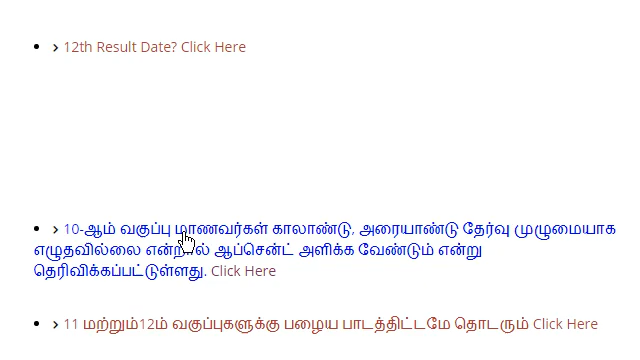 12th Result Date? Click Here
10-ஆம் வகுப்பு மாணவர்கள் காலாண்டு, அரையாண்டு தேர்வு முழுமையாக
எழுதவில்லை என்றால் ஆப்சென்ட் அளிக்க வேண்டும் என்று
தெரிவிக்கப்பட்டுள்ளது. Click Here
11 மற்றும்12ம் வகுப்புகளுக்கு பழைய பாடத்திட்டமே தொடரும் Click Here